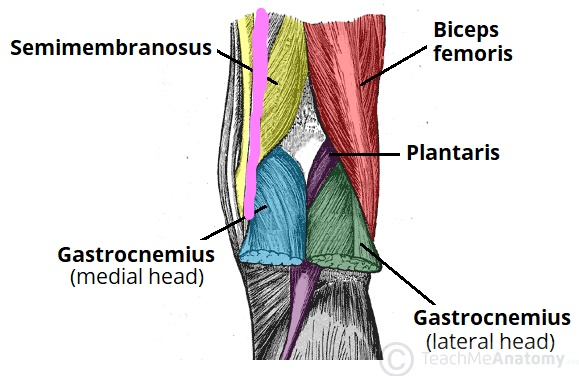 Semimembranosus
Biceps
femoris
Plantaris
Gastrocnemius
(medial head)
Gastrocnemius
(lateral head)
© TeachMeAnatomy